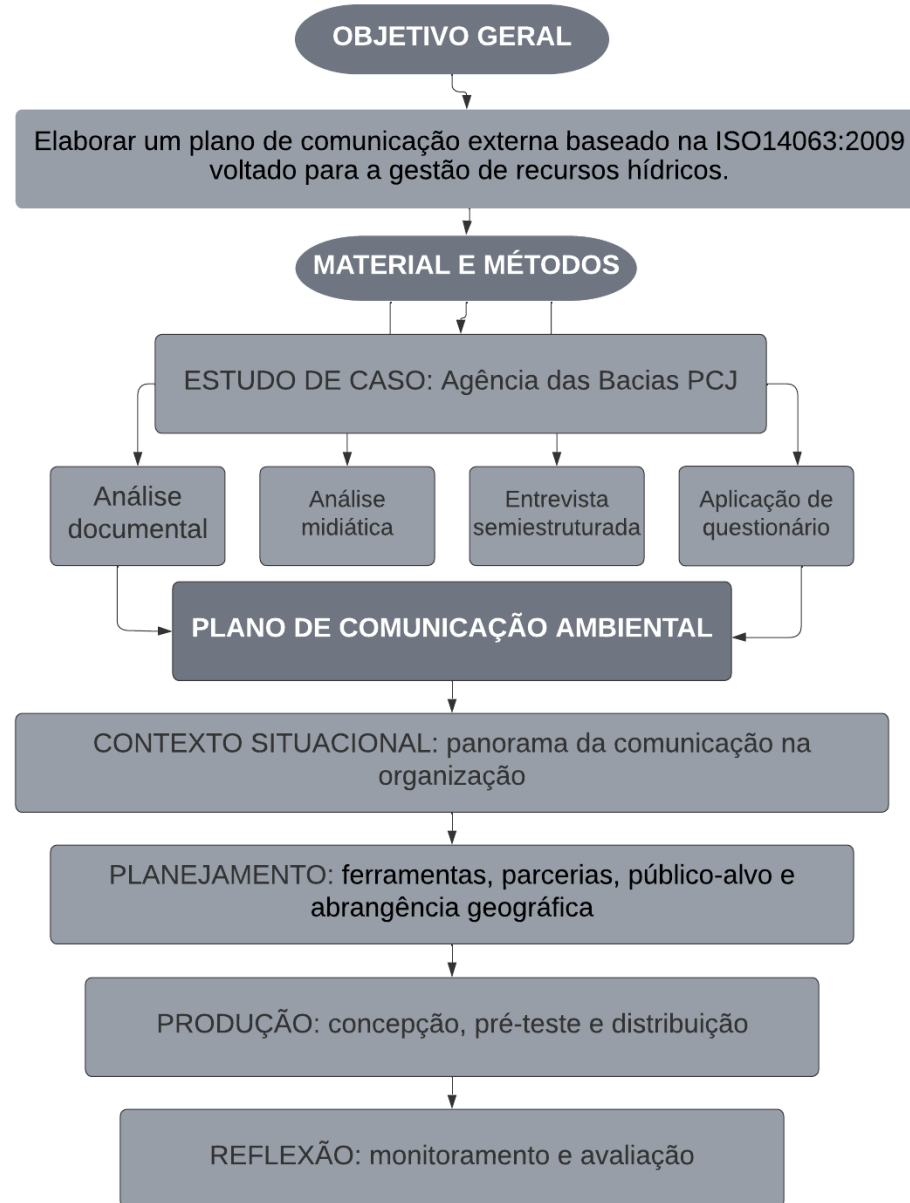 OBJETIVO GERAL
Elaborar um plano de comunicação externa baseado na ISO14063:2009
voltado para a gestão de recursos hídricos.
MATERIAL E MÉTODOS
ESTUDO DE CASO: Agência das Bacias PCJ
Análise
documental
Análise
midiática
Entrevista
semiestruturada
Aplicação de
questionário
PLANO DE COMUNICAÇÃO AMBIENTAL
CONTEXTO SITUACIONAL: panorama da comunicação na
organização
PLANEJAMENTO: ferramentas, parcerias, público-alvo e
abrangência geográfica
PRODUÇÃO: concepção, pré-teste e distribuição
REFLEXÃO: monitoramento e avaliação